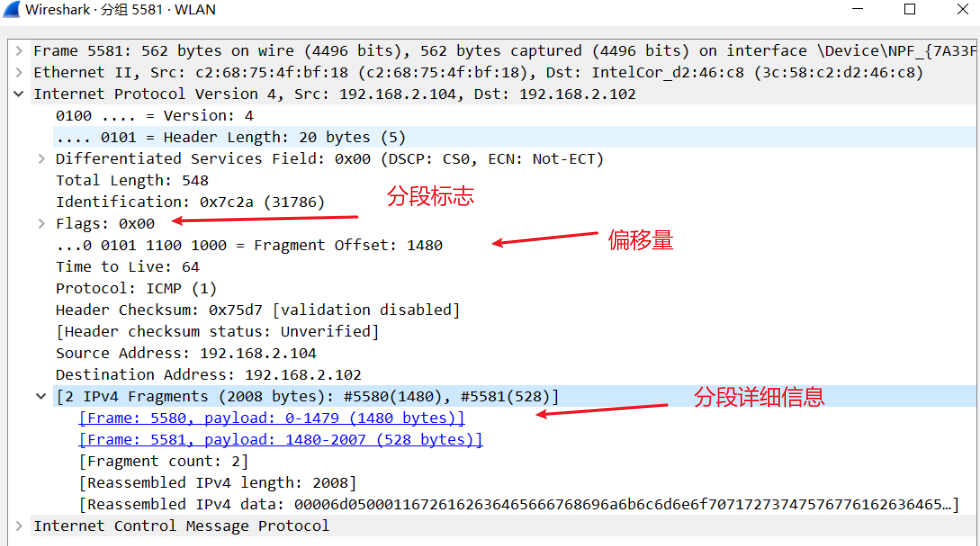 Wireshark · 分组 5581 · WLAN
Frame 5581: 562 bytes on wire (4496 bits), 562 bytes captured (4496 bits) on interface \Device\NPF_{7A33F
Ethernet II, Src: c2:68:75:4f:bf:18 (c2:68:75:4f:bf:18), Dst: IntelCor_d2:46:c8 (3c:58:c2:d2:46:c8)
Internet Protocol Version 4, Src: 192.168.2.104, Dst: 192.168.2.102
0100 .... = Version: 4
.... 0101 = Header Length: 20 bytes (5)
Differentiated Services Field: 0x00 (DSCP: CS0, ECN: Not-ECT)
Total Length: 548
Identification: 0x7c2a (31786)
分段标志
Flags: 0x00
...0 0101 1100 1000 = Fragment Offset: 1480
偏移量
Time to Live: 64
Protocol: ICMP (1)
Header Checksum: 0x75d7 [validation disabled]
[Header checksum status: Unverified]
Source Address: 192.168.2.104
Destination Address: 192.168.2.102
[2 IPv4 Fragments (2008 bytes): #5580(1480), #5581(528)]
分段详细信息
[Frame: 5580, payload: 0-1479 (1480 bytes)]
[Frame: 5581, payload: 1480-2007 (528 bytes)]
[Fragment count: 2]
[Reassembled IPv4 length: 2008]
[Reassembled IPv4 data: 00006d05000116726162636465666768696a6b6c6d6e6f7071727374757677616263646​5…]
Internet Control Message Protocol